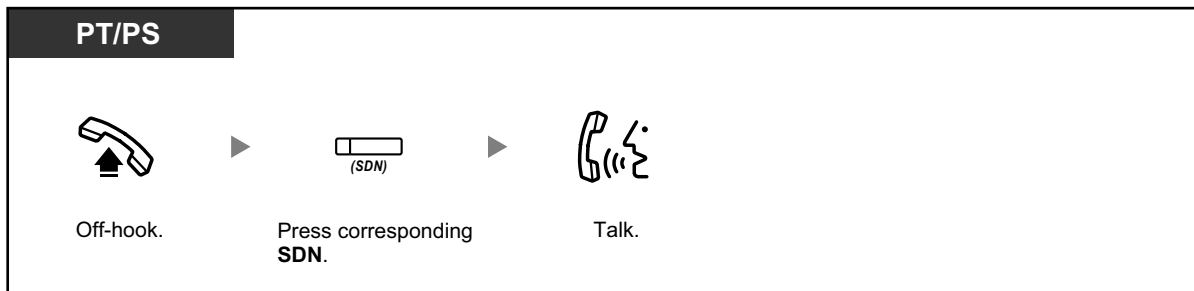 PT/PS
(SDN)
Off-hook.
Press corresponding
SDN.
Talk.